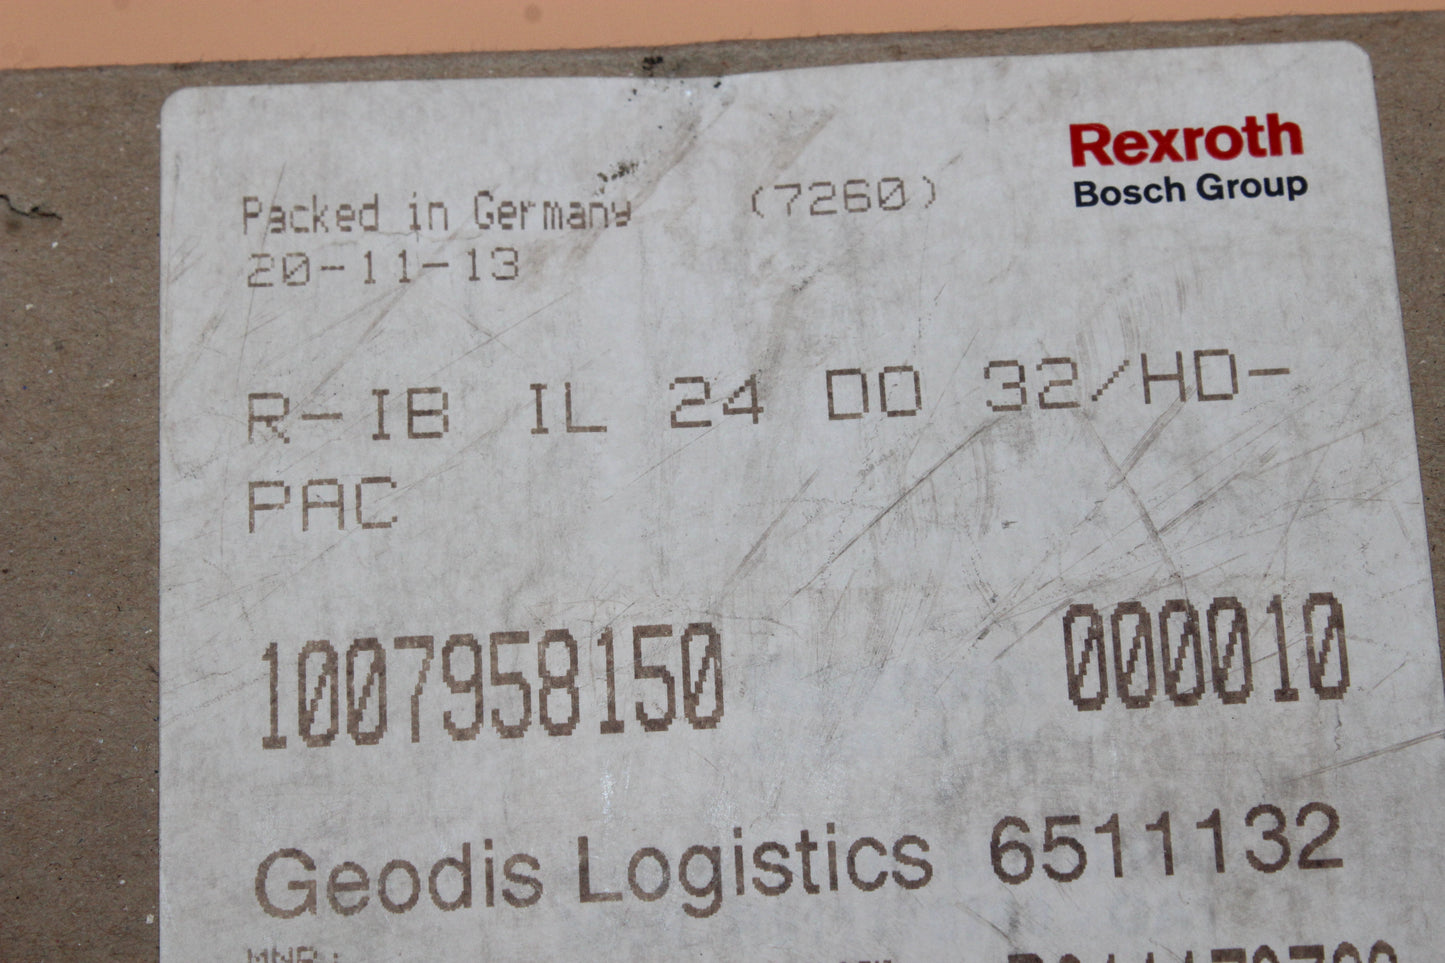 Rexroth
Bosch Group
Packed in Germany (7260)
20-11-13
R-IB IL 24 DO 32/HD-
PAC
1007958150 000010
Geodis Logistics 6511132
MNR: